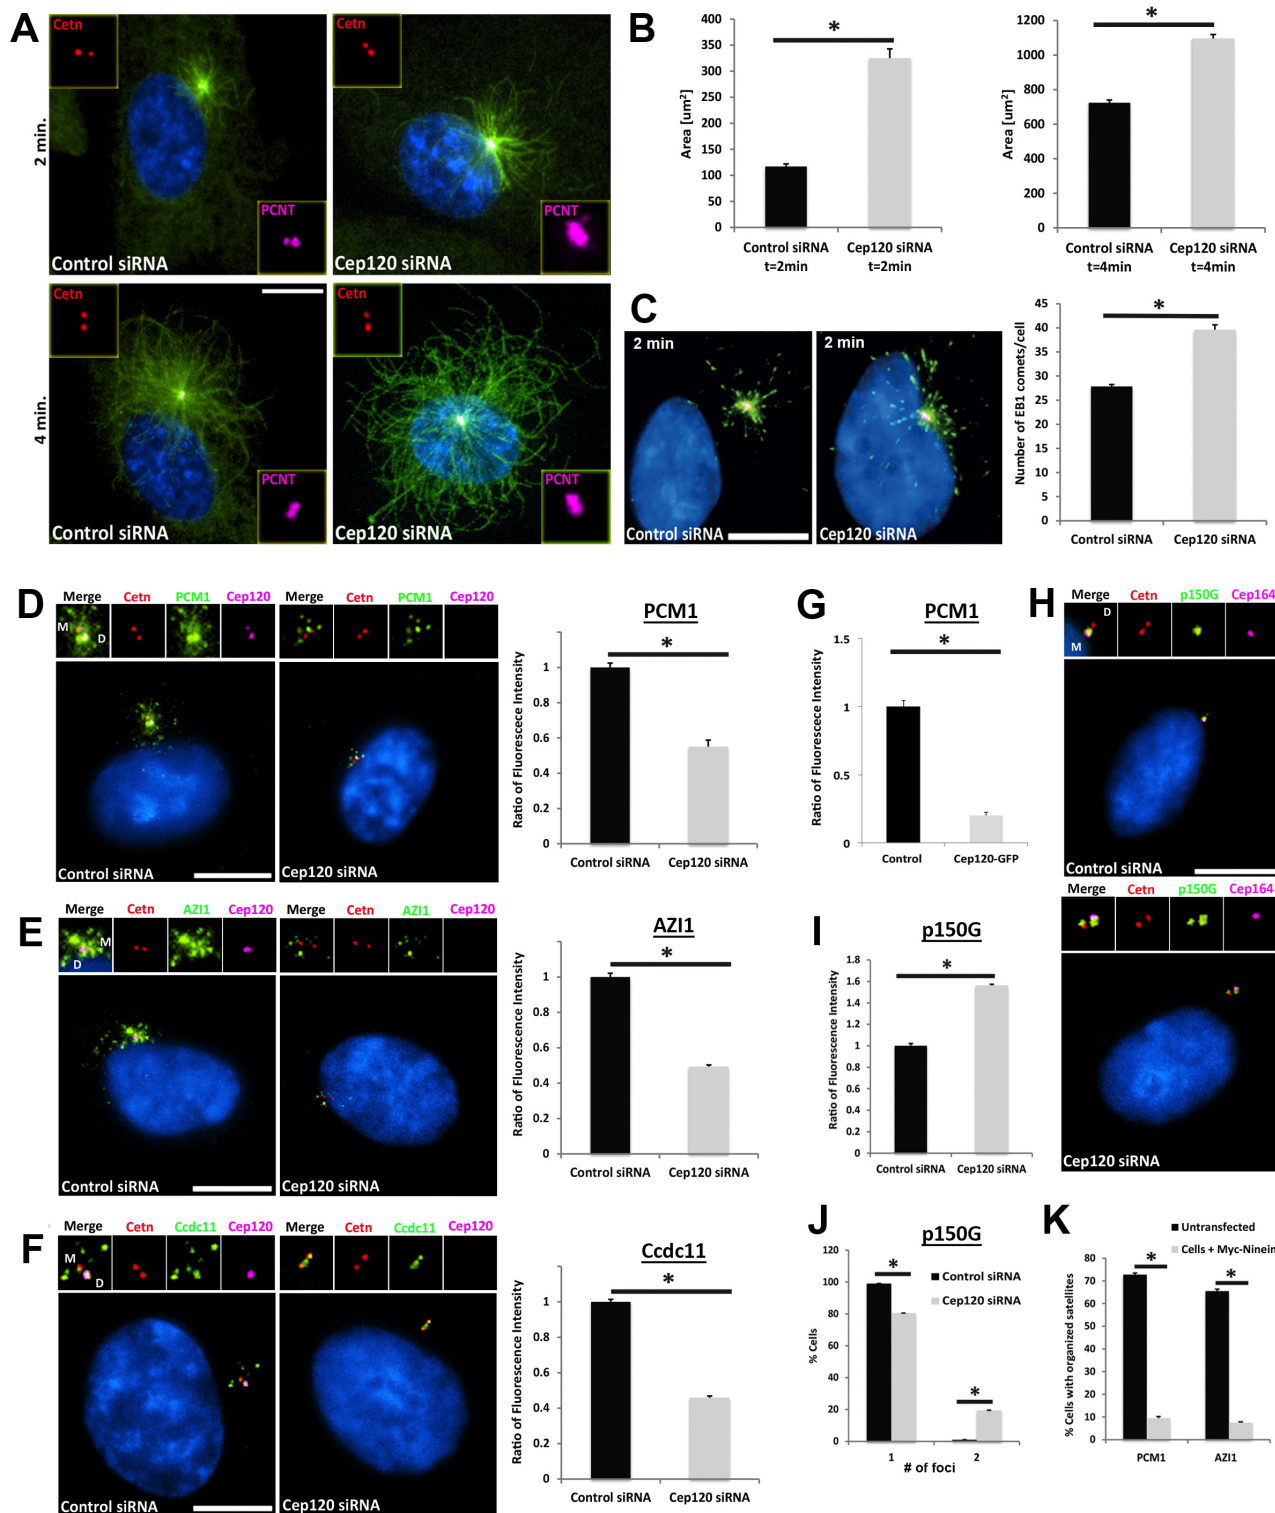 A
Cetn
PCNT
Control siRNA
Cetn
PCNT
Cep120 siRNA
2 min.
Cetn
PCNT
Control siRNA
Cetn
PCNT
Cep120 siRNA
4 min.
B
Area [um²]
400
350
300
250
200
150
100
50
0
*
Control siRNA
t=2min
Cep120 siRNA
t=2min
Area [um²]
1200
1000
800
600
400
200
0
*
Control siRNA
t=4min
Cep120 siRNA
t=4min
C
2 min
Control siRNA
2 min
Cep120 siRNA
Number of EB1 comets/cell
45
40
35
30
25
20
15
10
5
0
*
Control siRNA
Cep120 siRNA
D
Merge Cetn PCM1 Cep120
M
D
Control siRNA
Merge Cetn PCM1 Cep120
Cep120 siRNA
PCM1
*
Ratio of Fluorescece Intensity
1
0.8
0.6
0.4
0.2
0
Control siRNA
Cep120 siRNA
E
Merge Cetn AZI1 Cep120
M
D
Control siRNA
Merge Cetn AZI1 Cep120
Cep120 siRNA
AZI1
*
Ratio of Fluorescence Intensity
1
0.8
0.6
0.4
0.2
0
Control siRNA
Cep120 siRNA
F
Merge Cetn Ccdc11 Cep120
M
D
Control siRNA
Merge Cetn Ccdc11 Cep120
Cep120 siRNA
Ccdc11
*
Ratio of Fluorescence Intensity
1
0.8
0.6
0.4
0.2
0
Control siRNA
Cep120 siRNA
G
PCM1
*
Ratio of Fluorescece Intensity
1.5
1
0.5
0
Control
Cep120-GFP
H
Merge Cetn p150G Cep164
D
M
Control siRNA
Merge Cetn p150G Cep164
Cep120 siRNA
I
p150G
*
Ratio of Fluorescence Intensity
1.8
1.6
1.4
1.2
1
0.8
0.6
0.4
0.2
0
Control siRNA
Cep120 siRNA
J
p150G
Control siRNA
Cep120 siRNA
% Cells
120
100
80
60
40
20
0
*
*
1
2
# of foci
K
Untransfected
Cells + Myc-Ninein
% Cells with organized satellites
80
70
60
50
40
30
20
10
0
*
*
PCM1
AZI1